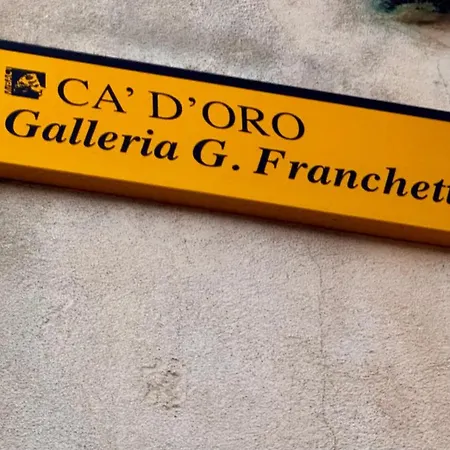 CA' D'ORO
Galleria G. Franchett